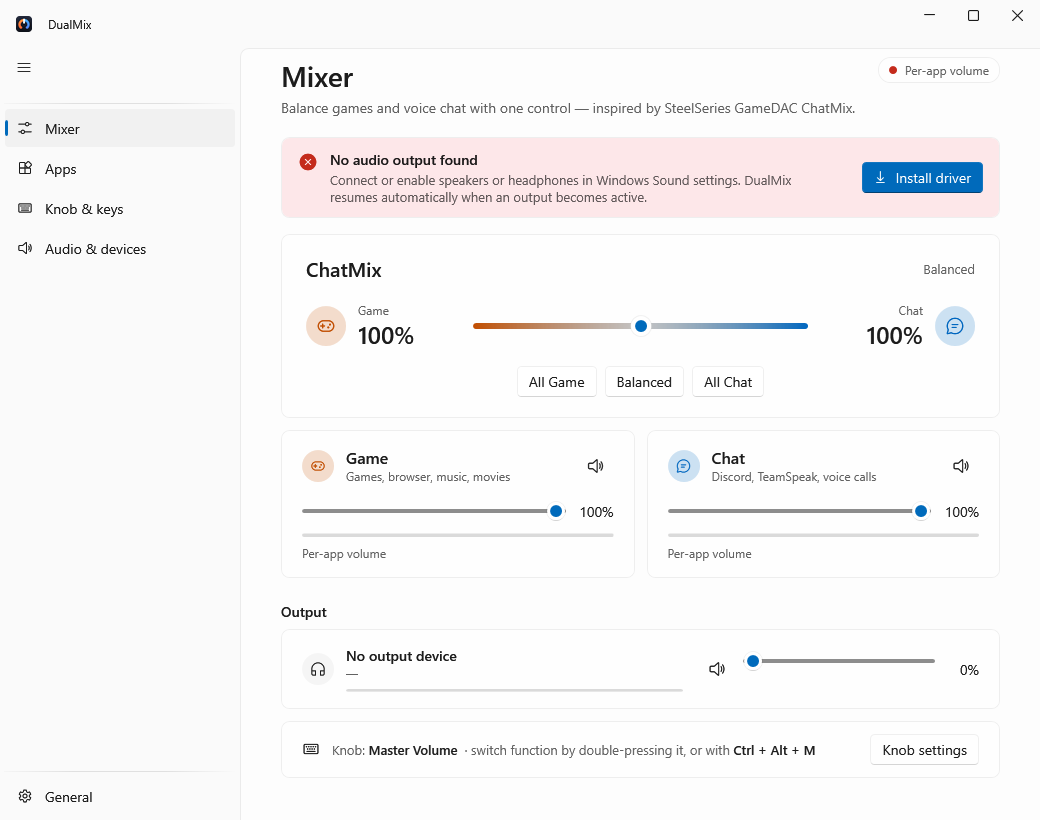 DualMix
Mixer
Apps
Knob & keys
Audio & devices
General
Mixer
Per-app volume
Balance games and voice chat with one control — inspired by SteelSeries GameDAC ChatMix.
No audio output found
Connect or enable speakers or headphones in Windows Sound settings. DualMix
resumes automatically when an output becomes active.
Install driver
ChatMix
Balanced
Game
100%
Chat
100%
All Game
Balanced
All Chat
Game
Games, browser, music, movies
100%
Per-app volume
Chat
Discord, TeamSpeak, voice calls
100%
Per-app volume
Output
No output device
—
0%
Knob: Master Volume · switch function by double-pressing it, or with Ctrl + Alt + M
Knob settings